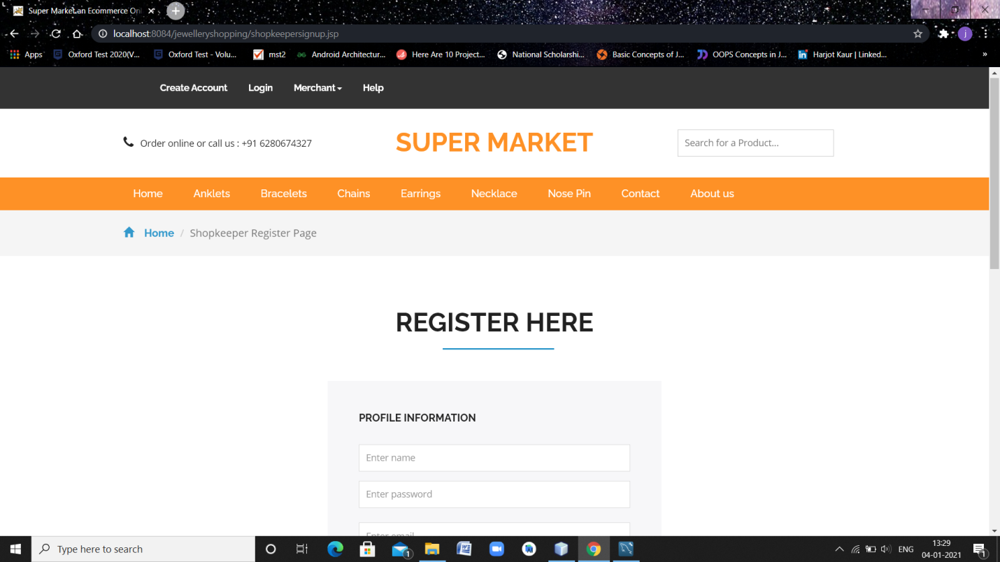 Super Market an Ecommerce On
localhost:8084/jewelleryshopping/shopkeepersignup.jsp
j
Apps Oxford Test 2020(V... Oxford Test - Volu... mst2 Android Architectur... Here Are 10 Project... National Scholarshi... Basic Concepts of J... OOPS Concepts in J... Harjot Kaur | Linked... »
Create Account Login Merchant Help
Order online or call us : +91 6280674327
SUPER MARKET
Search for a Product...
Home Anklets Bracelets Chains Earrings Necklace Nose Pin Contact About us
Home / Shopkeeper Register Page
REGISTER HERE
PROFILE INFORMATION
Enter name
Enter password
Enter email
Type here to search
1
ENG
13:29
04-01-2021
1